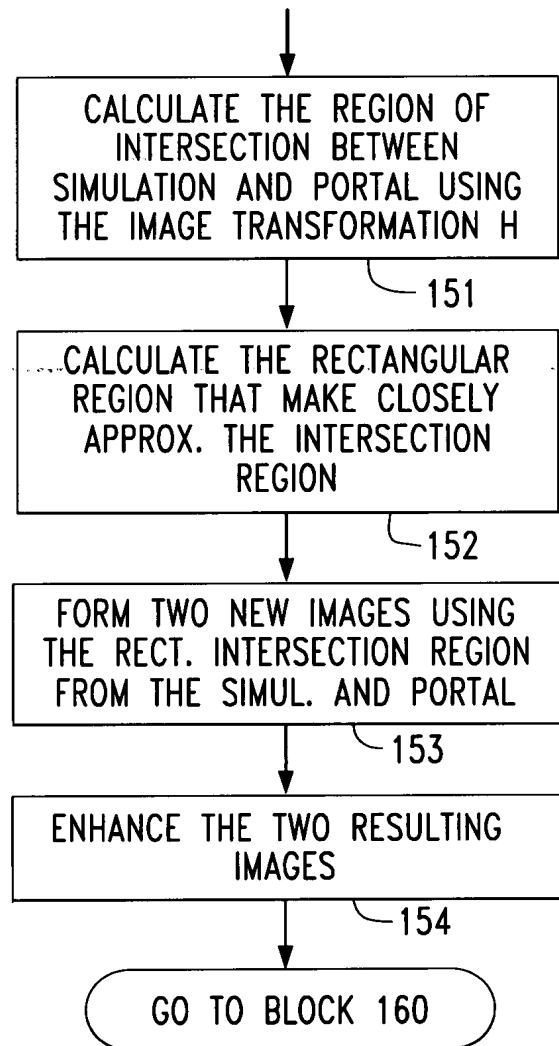 CALCULATE THE REGION OF
INTERSECTION BETWEEN
SIMULATION AND PORTAL USING
THE IMAGE TRANSFORMATION H
151
CALCULATE THE RECTANGULAR
REGION THAT MAKE CLOSELY
APPROX. THE INTERSECTION
REGION
152
FORM TWO NEW IMAGES USING
THE RECT. INTERSECTION REGION
FROM THE SIMUL. AND PORTAL
153
ENHANCE THE TWO RESULTING
IMAGES
154
GO TO BLOCK 160